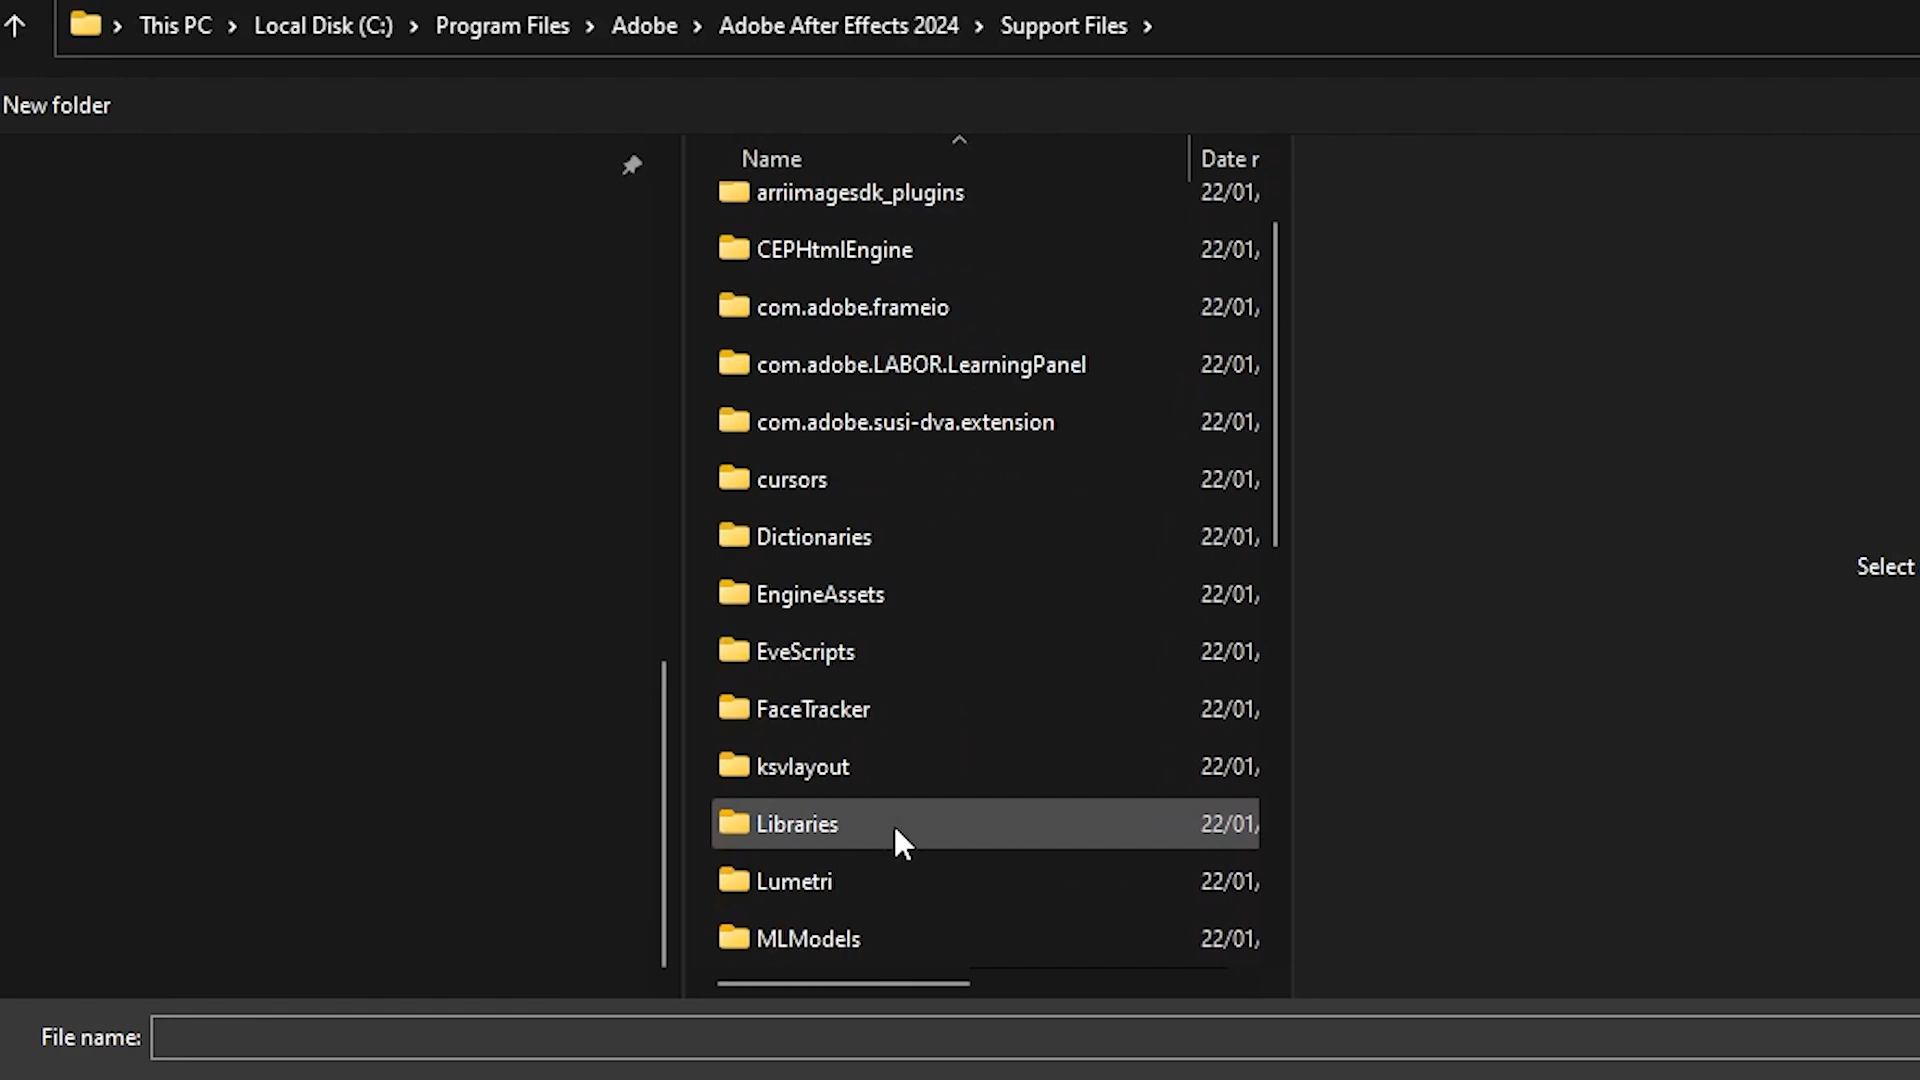 This PC > Local Disk (C:) > Program Files > Adobe > Adobe After Effects 2024 > Support Files >
New folder
Name Date r
arriimagesdk_plugins 22/01/
CEPHtmlEngine 22/01/
com.adobe.frameio 22/01/
com.adobe.LABOR.LearningPanel 22/01/
com.adobe.susi-dva.extension 22/01/
cursors 22/01/
Dictionaries 22/01/
EngineAssets 22/01/
Select
EveScripts 22/01/
FaceTracker 22/01/
ksvlayout 22/01/
Libraries 22/01/
Lumetri 22/01/
MLModels 22/01/
File name: